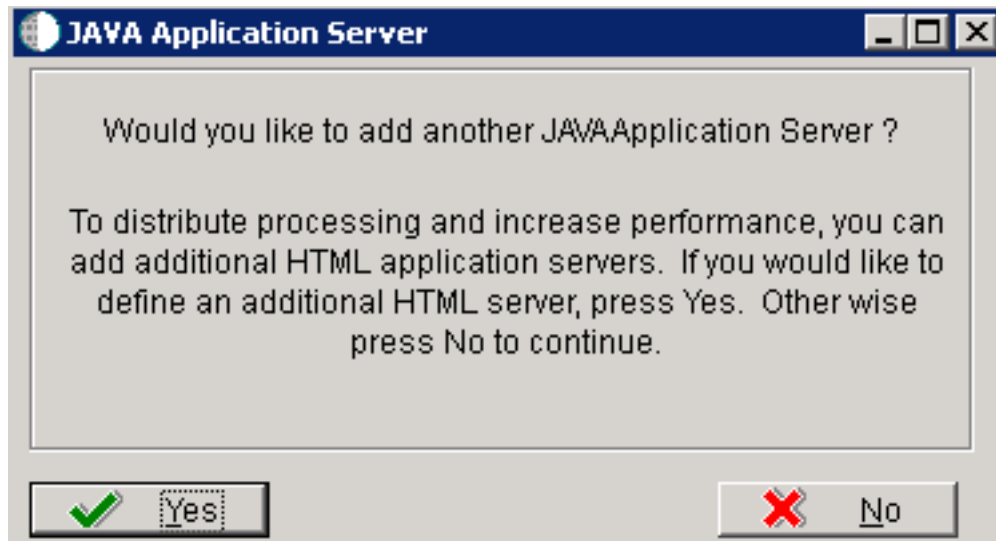 JAVA Application Server
Would you like to add another JAVAApplication Server ?
To distribute processing and increase performance, you can
add additional HTML application servers.  If you would like to
define an additional HTML server, press Yes.  Other wise
press No to continue.
Yes
No